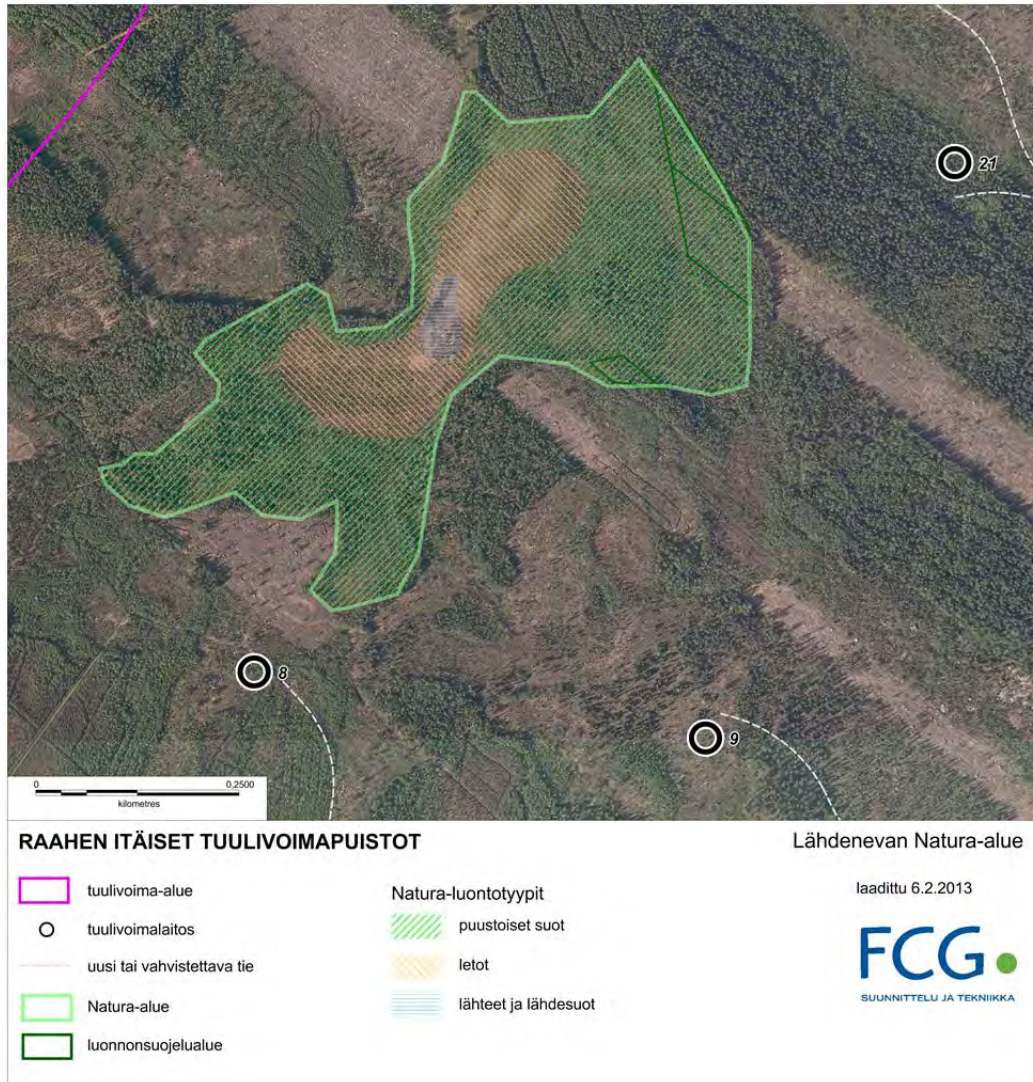 21
8
9
0 0,2500
kilometres
RAAHEN ITÄISET TUULIVOIMAPUISTOT
Lähdenevan Natura-alue
tuulivoima-alue
tuulivoimalaitos
uusi tai vahvistettava tie
Natura-alue
luonnonsuojelualue
Natura-luontotyypit
puustoiset suot
letot
lähteet ja lähdesuot
laadittu 6.2.2013
FCG
SUUNNITTELU JA TEKNIIKKA